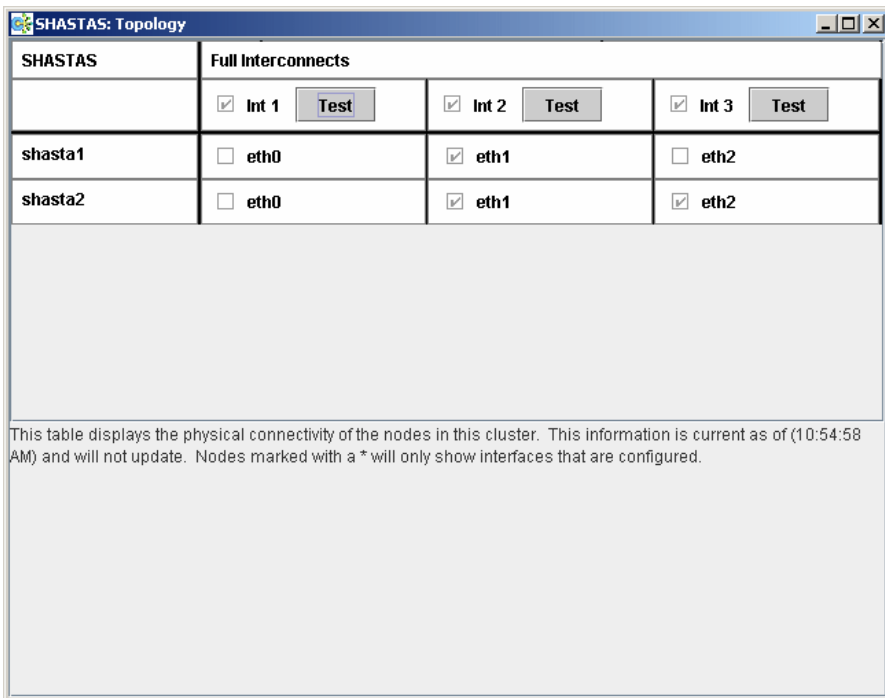 SHASTAS: Topology
SHASTAS Full Interconnects
Int 1 Test Int 2 Test Int 3 Test
shasta1 eth0 eth1 eth2
shasta2 eth0 eth1 eth2
This table displays the physical connectivity of the nodes in this cluster. This information is current as of (10:54:58
AM) and will not update. Nodes marked with a * will only show interfaces that are configured.